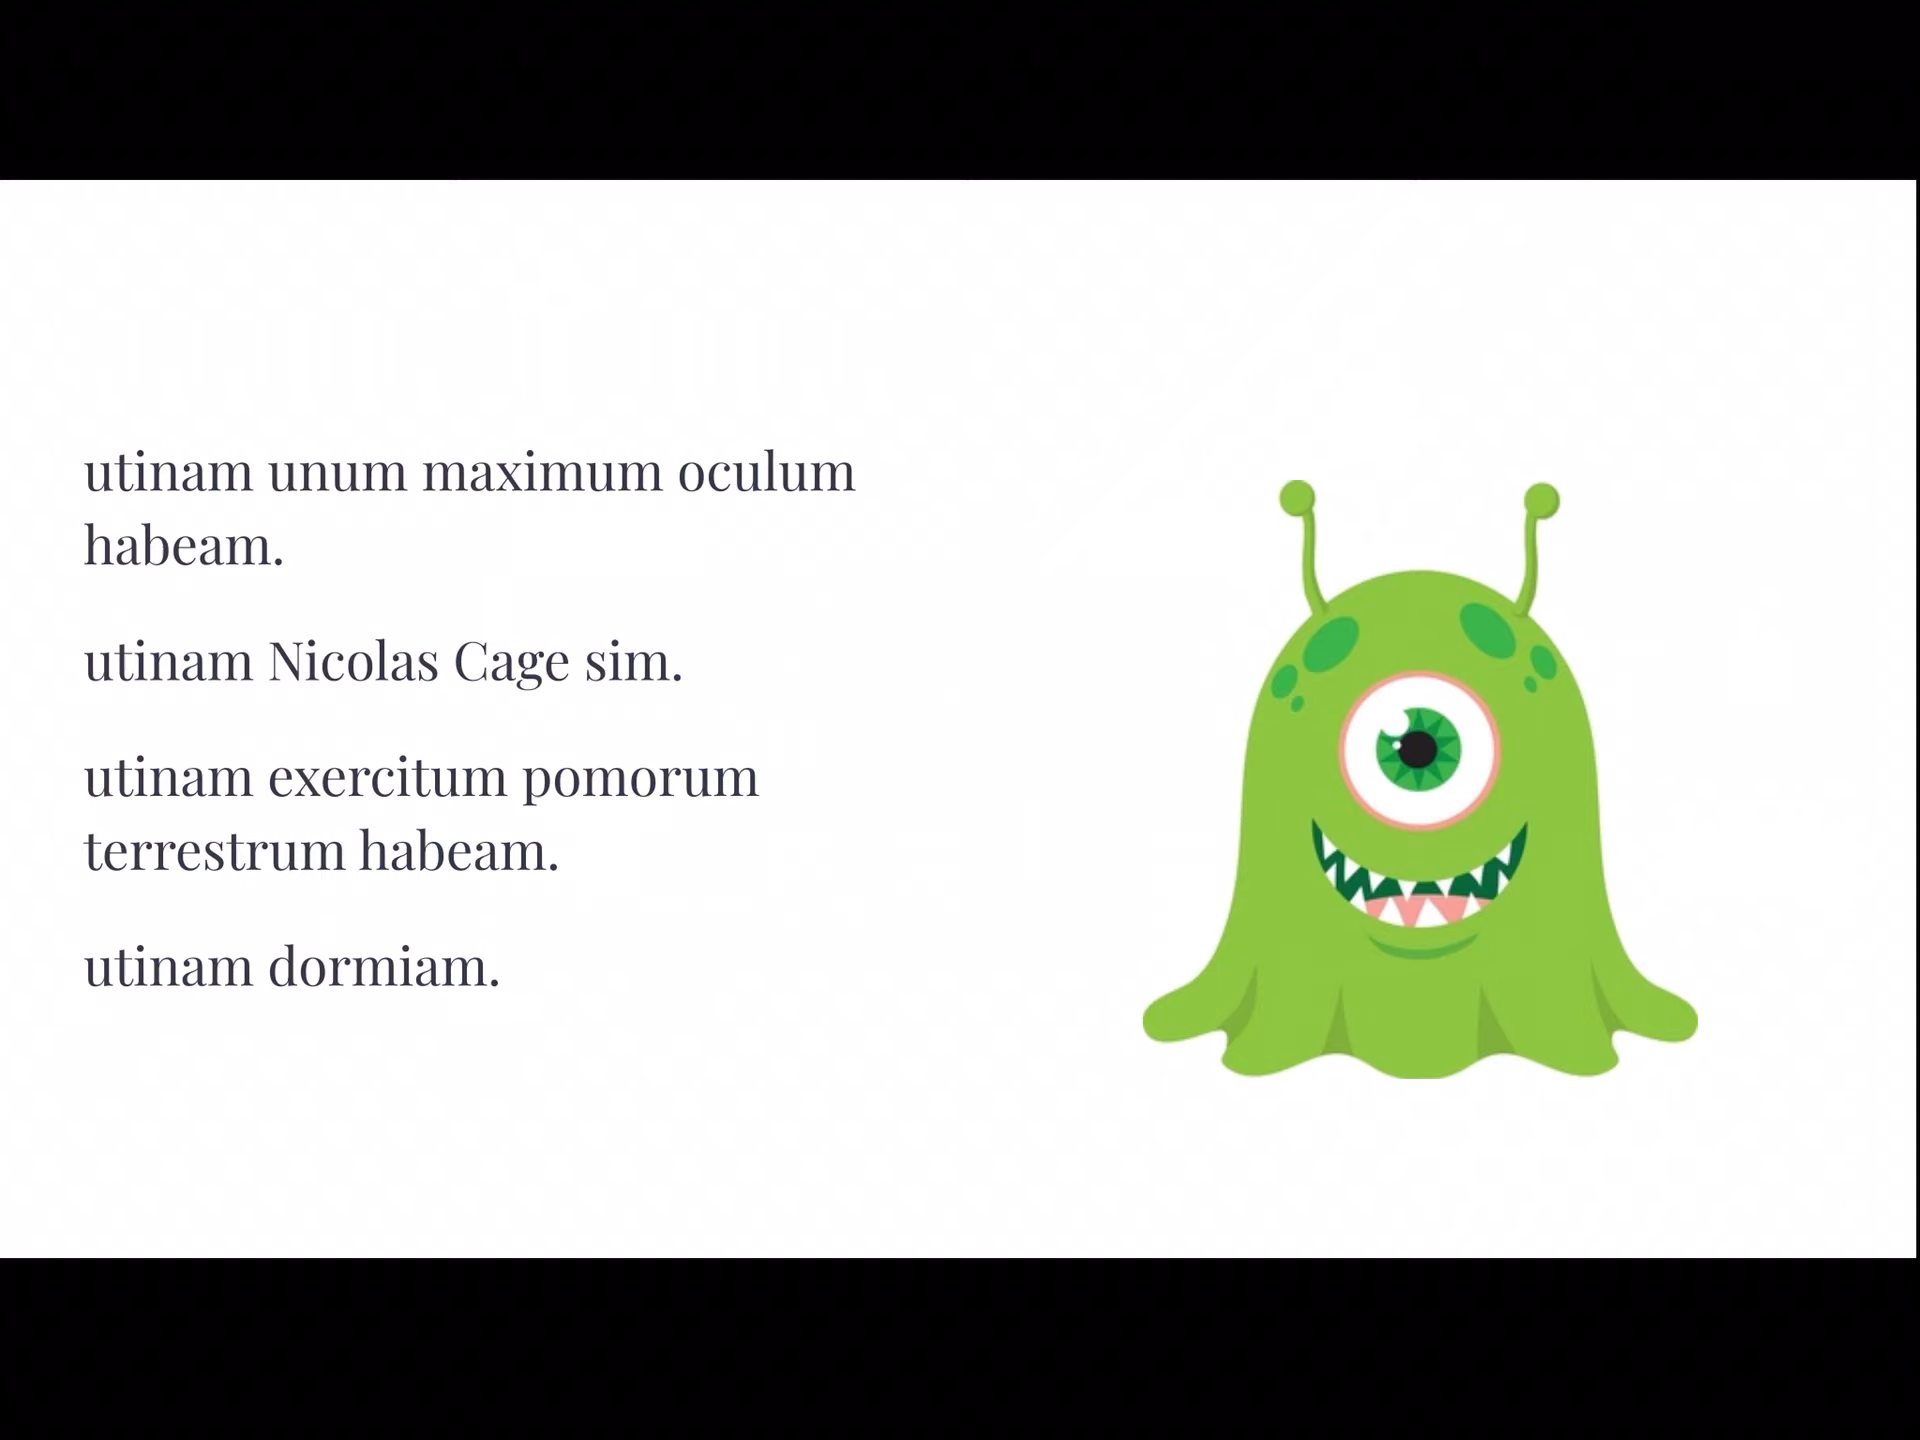 utinam unum maximum oculum
habeam.
utinam Nicolas Cage sim.
utinam exercitum pomorum
terrestrum habeam.
utinam dormiam.